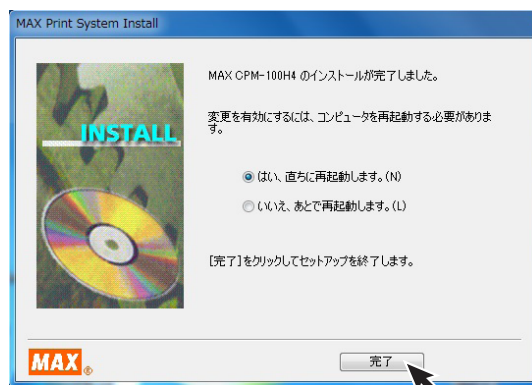 MAX Print System Install
MAX CPM-100H4 のインストールが完了しました。
変更を有効にするには、コンピュータを再起動する必要がありま
す。
INSTALL
はい、直ちに再起動します。(N)
いいえ、あとで再起動します。(L)
[完了]をクリックしてセットアップを終了します。
MAX®
完了